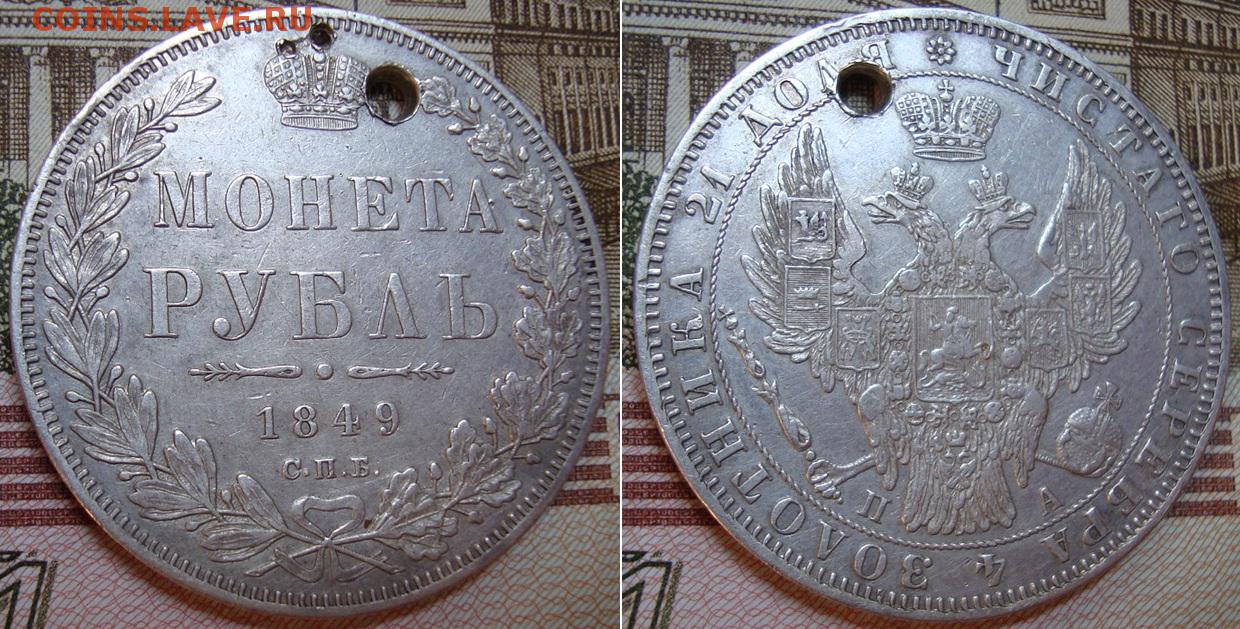 COINS.LAVE.RU
МОНЕТА
РУБЛЬ
1849
С.П.Б.
ЧИСТАГО СЕРЕБРА 4 ЗОЛОТНИКА 21 ДОЛЯ
П А